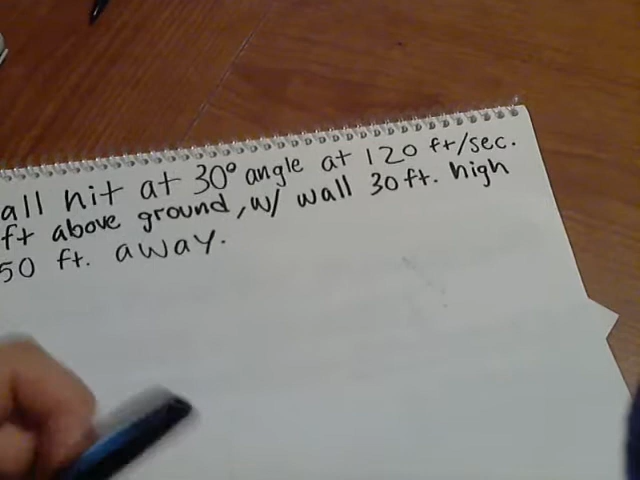 all hit at 30° angle at 120 ft/sec.
ft above ground, w/ wall 30 ft. high
50 ft. away.